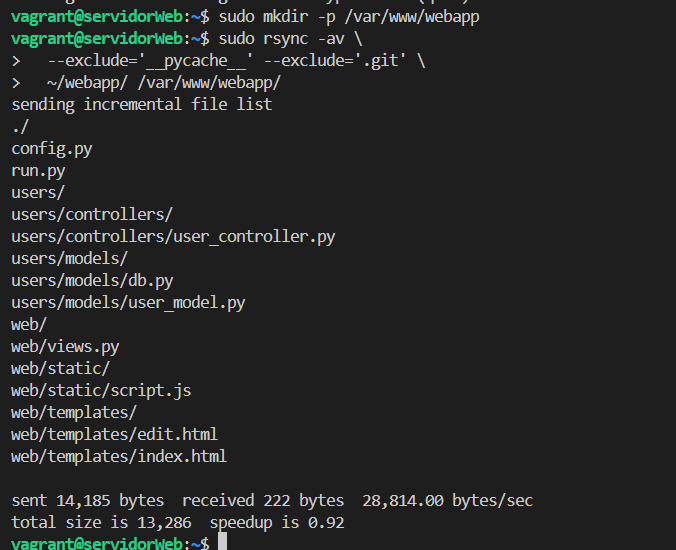 vagrant@servidorWeb:~$ sudo mkdir -p /var/www/webapp
vagrant@servidorWeb:~$ sudo rsync -av \
>   --exclude='__pycache__' --exclude='.git' \
>   ~/webapp/ /var/www/webapp/
sending incremental file list
./
config.py
run.py
users/
users/controllers/
users/controllers/user_controller.py
users/models/
users/models/db.py
users/models/user_model.py
web/
web/views.py
web/static/
web/static/script.js
web/templates/
web/templates/edit.html
web/templates/index.html

sent 14,185 bytes  received 222 bytes  28,814.00 bytes/sec
total size is 13,286  speedup is 0.92
vagrant@servidorWeb:~$